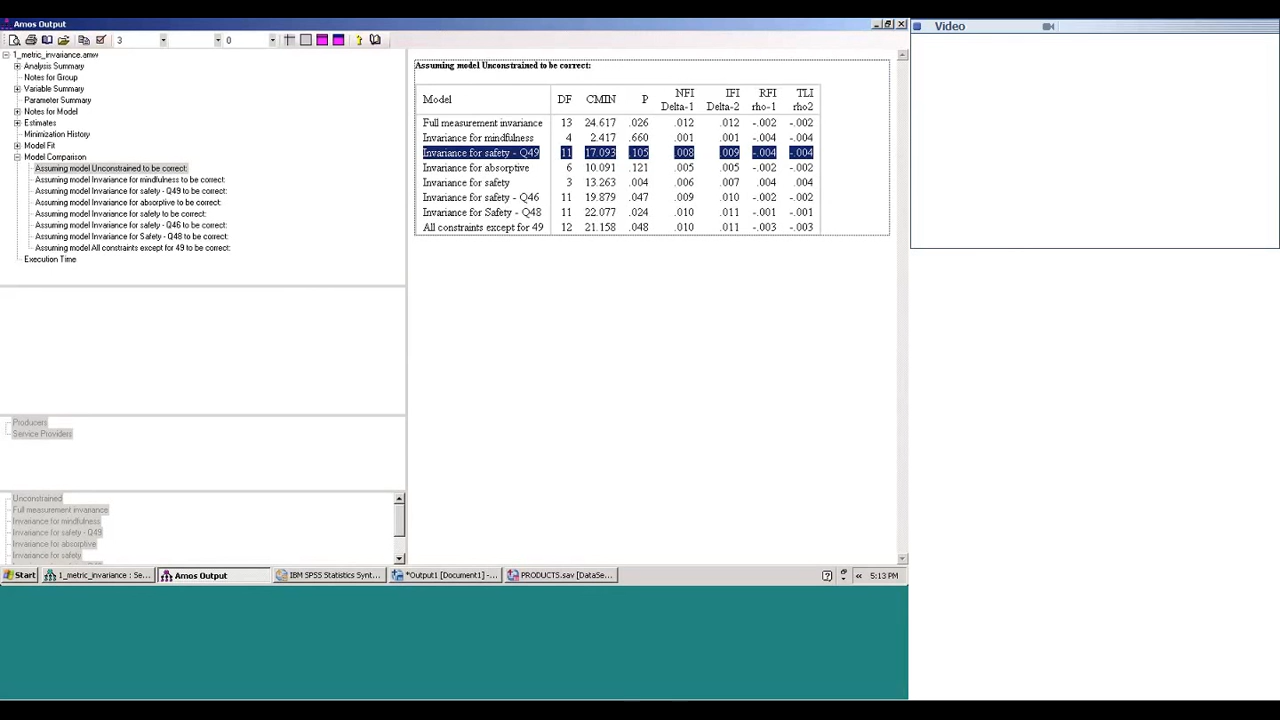 Amos Output
Video
3
0
1_metric_invariance.amw
Analysis Summary
Notes for Group
Variable Summary
Parameter Summary
Notes for Model
Estimates
Minimization History
Model Fit
Model Comparison
Assuming model Unconstrained to be correct:
Assuming model Invariance for mindfulness to be correct:
Assuming model Invariance for safety - Q49 to be correct:
Assuming model Invariance for absorptive to be correct:
Assuming model Invariance for safety to be correct:
Assuming model Invariance for safety - Q46 to be correct:
Assuming model Invariance for Safety - Q48 to be correct:
Assuming model All constraints except for 49 to be correct:
Execution Time
Producers
Service Providers
Unconstrained
Full measurement invariance
Invariance for mindfulness
Invariance for safety - Q49
Invariance for absorptive
Invariance for safety
Assuming model Unconstrained to be correct:
Model DF CMIN P NFI Delta-1 IFI Delta-2 RFI rho-1 TLI rho2
Full measurement invariance 13 24.617 .026 .012 .012 -.002 -.002
Invariance for mindfulness 4 2.417 .660 .001 .001 -.004 -.004
Invariance for safety - Q49 11 17.093 .105 .008 .009 -.004 -.004
Invariance for absorptive 6 10.091 .121 .005 .005 -.002 -.002
Invariance for safety 3 13.263 .004 .006 .007 .004 .004
Invariance for safety - Q46 11 19.879 .047 .009 .010 -.002 -.002
Invariance for Safety - Q48 11 22.077 .024 .010 .011 -.001 -.001
All constraints except for 49 12 21.158 .048 .010 .011 -.003 -.003
Start
1_metric_invariance : Se...
Amos Output
IBM SPSS Statistics Synt...
*Output1 [Document1] -...
PRODUCTS.sav [DataSe...
«
5:13 PM